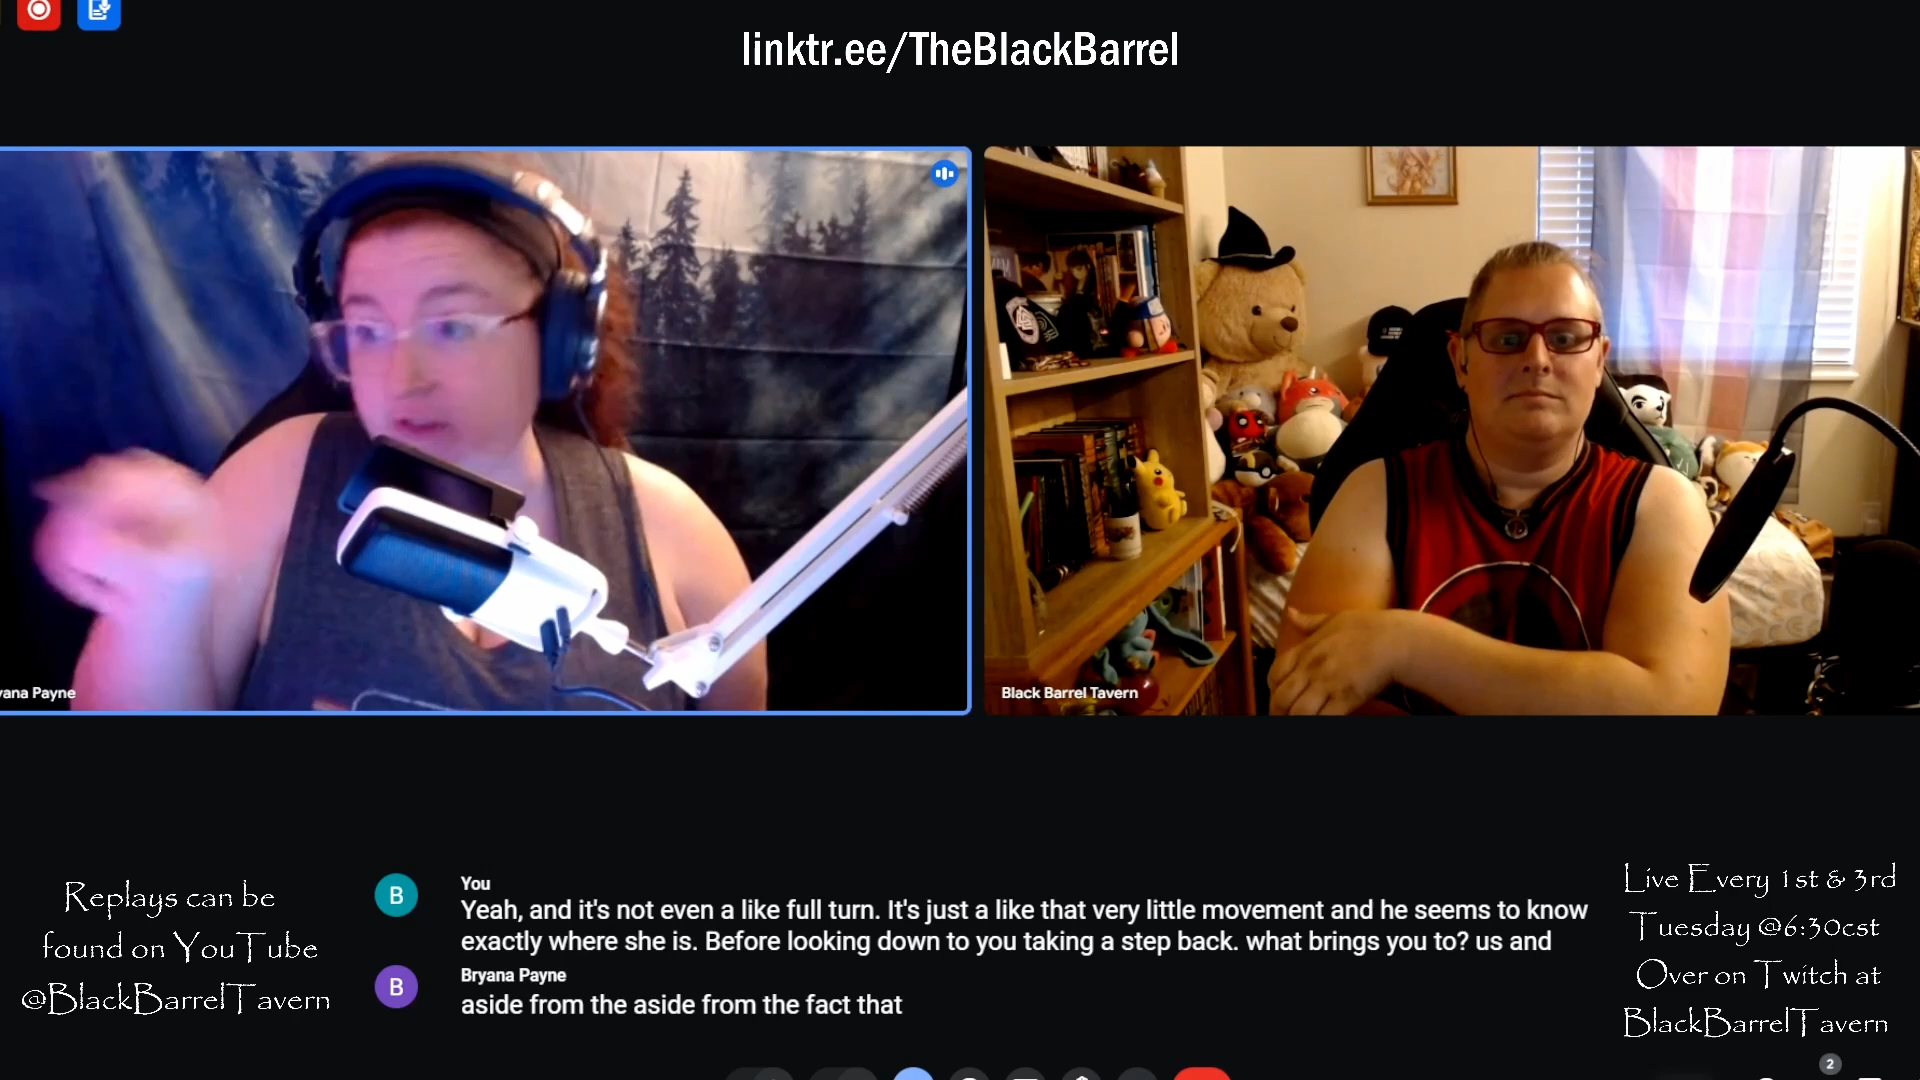 linktr.ee/TheBlackBarrel
yana Payne
Black Barrel Tavern
Replays can be
found on YouTube
@BlackBarrelTavern
B
You
Yeah, and it's not even a like full turn. It's just a like that very little movement and he seems to know
exactly where she is. Before looking down to you taking a step back. what brings you to? us and
B
Bryana Payne
aside from the aside from the fact that
Live Every 1st & 3rd
Tuesday @6:30cst
Over on Twitch at
BlackBarrelTavern
2